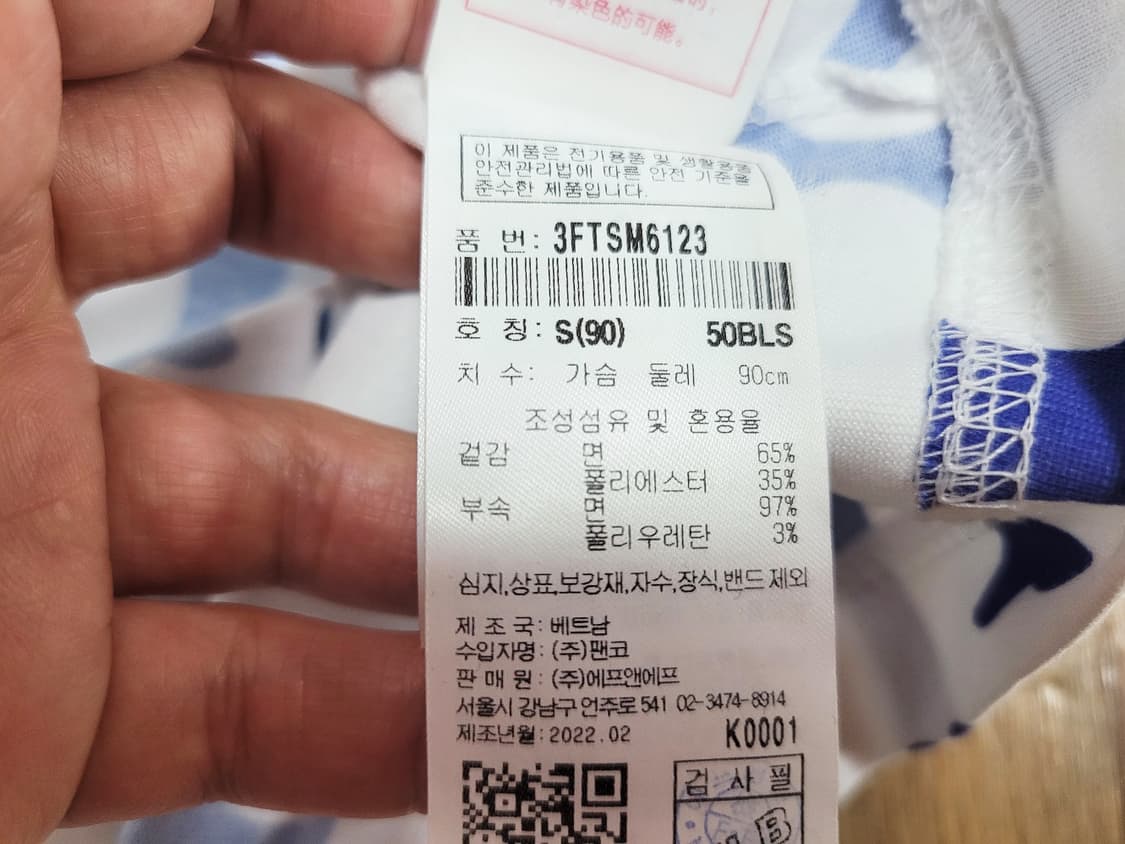 染色的可能。
이 제품은 전기용품 및 생활용품
안전관리법에 따른 안전 기준을
준수한 제품입니다.
품 번: 3FTSM6123
호 칭: S(90) 50BLS
치 수: 가슴 둘레 90cm
조성섬유 및 혼용율
겉감 면 65%
폴리에스터 35%
부속 면 97%
폴리우레탄 3%
심지,상표,보강재,자수,장식,밴드 제외
제 조 국: 베트남
수입자명: (주)팬코
판 매 원: (주)에프앤에프
서울시 강남구 언주로 541 02-3474-8914
제조년월: 2022.02 K0001
검 사 필
B